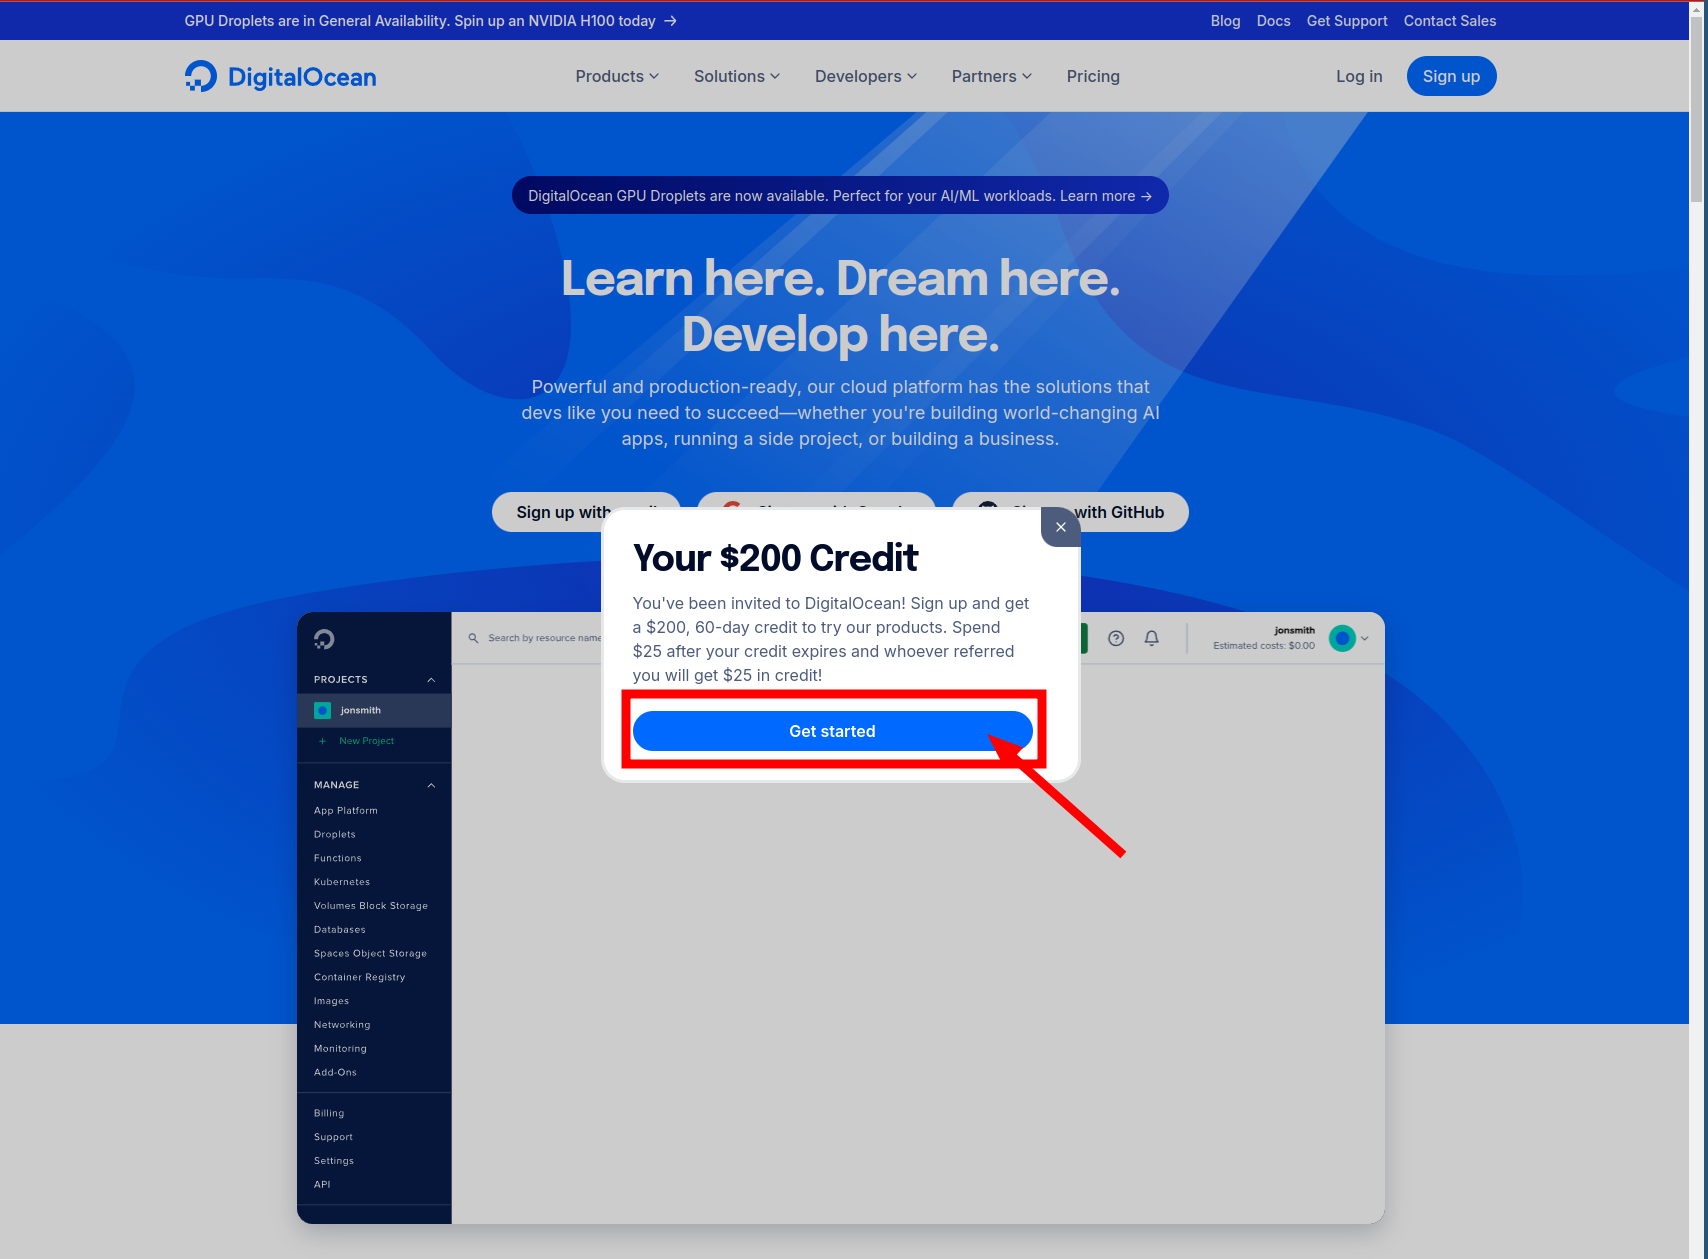 GPU Droplets are in General Availability. Spin up an NVIDIA H100 today →
Blog Docs Get Support Contact Sales
DigitalOcean
Products Solutions Developers Partners Pricing
Log in Sign up
DigitalOcean GPU Droplets are now available. Perfect for your AI/ML workloads. Learn more →
Learn here. Dream here.
Develop here.
Powerful and production-ready, our cloud platform has the solutions that
devs like you need to succeed—whether you're building world-changing AI
apps, running a side project, or building a business.
Sign up with
with GitHub
Your $200 Credit
You've been invited to DigitalOcean! Sign up and get
a $200, 60-day credit to try our products. Spend
$25 after your credit expires and whoever referred
you will get $25 in credit!
Get started
Search by resource name
jonsmith
Estimated costs: $0.00
PROJECTS
jonsmith
+ New Project
MANAGE
App Platform
Droplets
Functions
Kubernetes
Volumes Block Storage
Databases
Spaces Object Storage
Container Registry
Images
Networking
Monitoring
Add-Ons
Billing
Support
Settings
API